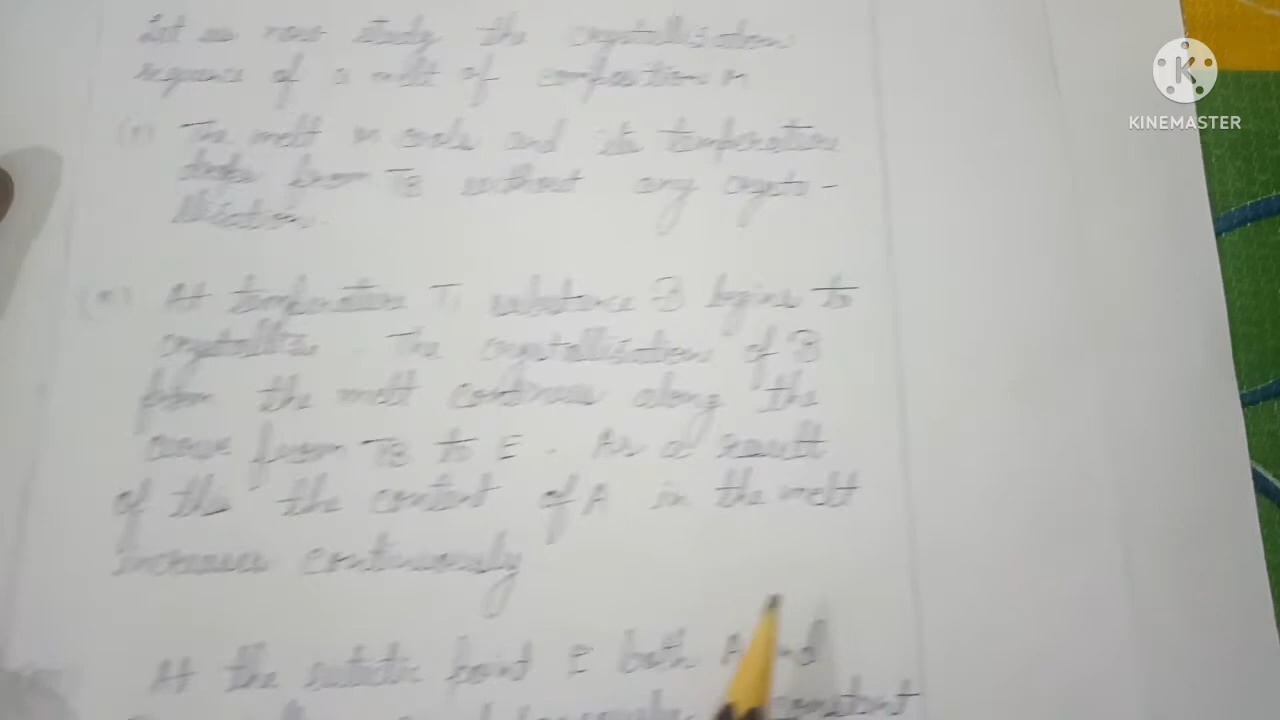 Let us now study the crystallisation
sequence of a melt of composition m
The melt m cools and its temperature
drops from TB without any crysta-
llisation.
At temperature T1 substance B begins to
crystallise. The crystallisation of B
from the melt continues along the
curve from TB to E. As a result
of this the content of A in the melt
increases continuously
At the eutectic point E both A and
constant
KINEMASTER